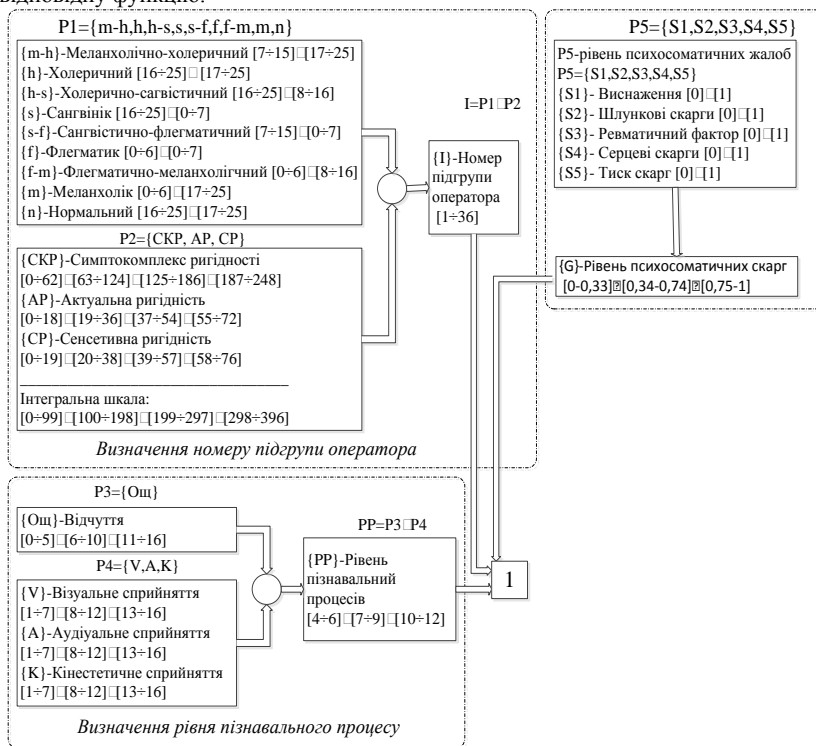 відповідну функцію:
P1={m-h,h,h-s,s,s-f,f,f-m,m,n}
{m-h}-Меланхолічно-холеричний [7÷15]□[17÷25]
{h}-Холеричний [16÷25]□[17÷25]
{h-s}-Холерично-сагвістичний [16÷25]□[8÷16]
{s}-Сангвінік [16÷25]□[0÷7]
{s-f}-Сангвістично-флегматичний [7÷15]□[0÷7]
{f}-Флегматик [0÷6]□[0÷7]
{f-m}-Флегматично-меланхолігчний [0÷6]□[8÷16]
{m}-Меланхолік [0÷6]□[17÷25]
{n}-Нормальний [16÷25]□[17÷25]
P2={СКР, АР, СР}
{СКР}-Симптокомплекс ригідності
[0÷62]□[63÷124]□[125÷186]□[187÷248]
{АР}-Актуальна ригідність
[0÷18]□[19÷36]□[37÷54]□[55÷72]
{СР}-Сенсетивна ригідність
[0÷19]□[20÷38]□[39÷57]□[58÷76]
Інтегральна шкала:
[0÷99]□[100÷198]□[199÷297]□[298÷396]
Визначення номеру підгрупи оператора
I=P1□P2
{I}-Номер
підгрупи
оператора
[1÷36]
P5={S1,S2,S3,S4,S5}
P5-рівень психосоматичних жалоб
P5={S1,S2,S3,S4,S5}
{S1}- Виснаження [0]□[1]
{S2}- Шлункові скарги [0]□[1]
{S3}- Ревматичний фактор [0]□[1]
{S4}- Серцеві скарги [0]□[1]
{S5}- Тиск скарг [0]□[1]
{G}-Рівень психосоматичних скарг
[0-0,33]⍰[0,34-0,74]⍰[0,75-1]
P3={Ощ}
{Ощ}-Відчуття
[0÷5]□[6÷10]□[11÷16]
P4={V,A,K}
{V}-Візуальне сприйняття
[1÷7]□[8÷12]□[13÷16]
{A}-Аудіуальне сприйняття
[1÷7]□[8÷12]□[13÷16]
{K}-Кінестетичне сприйняття
[1÷7]□[8÷12]□[13÷16]
PP=P3□P4
{PP}-Рівень
пізнавальний
процесів
[4÷6]□[7÷9]□[10÷12]
1
Визначення рівня пізнавального процесу